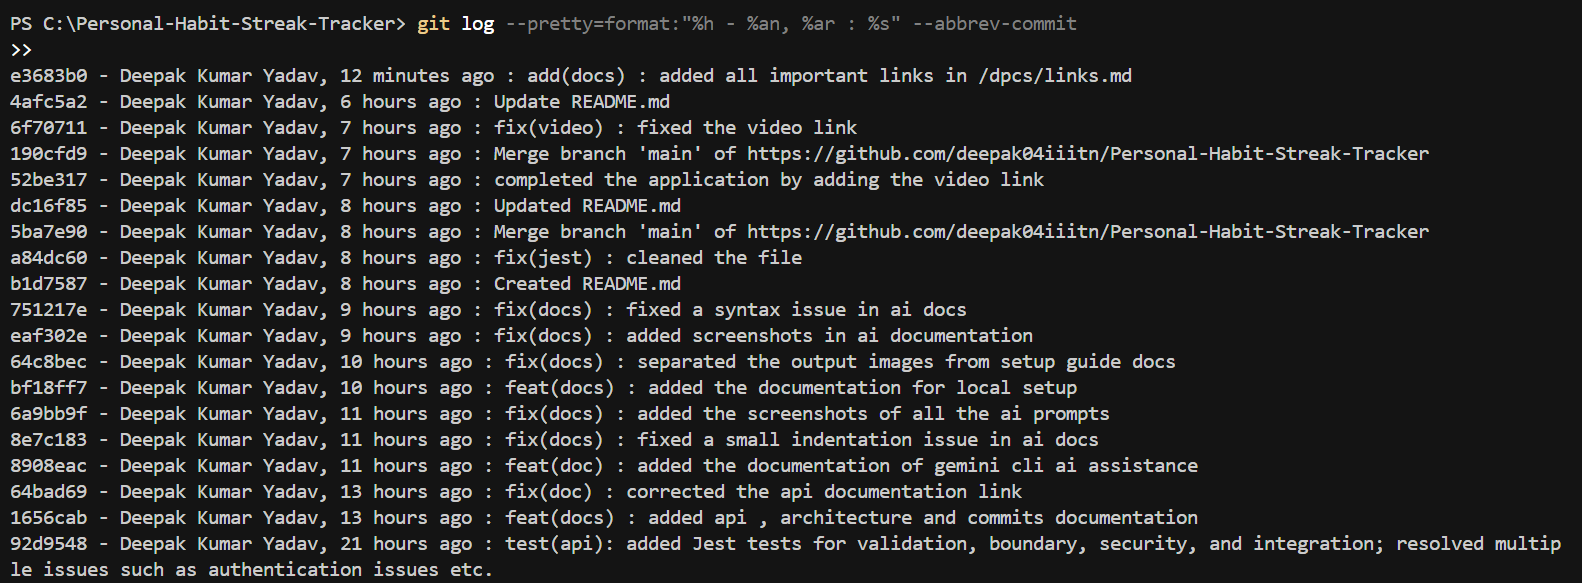 PS C:\Personal-Habit-Streak-Tracker> git log --pretty=format:"%h - %an, %ar : %s" --abbrev-commit
>>
e3683b0 - Deepak Kumar Yadav, 12 minutes ago : add(docs) : added all important links in /dpcs/links.md
4afc5a2 - Deepak Kumar Yadav, 6 hours ago : Update README.md
6f70711 - Deepak Kumar Yadav, 7 hours ago : fix(video) : fixed the video link
190cfd9 - Deepak Kumar Yadav, 7 hours ago : Merge branch 'main' of https://github.com/deepak04iiitn/Personal-Habit-Streak-Tracker
52be317 - Deepak Kumar Yadav, 7 hours ago : completed the application by adding the video link
dc16f85 - Deepak Kumar Yadav, 8 hours ago : Updated README.md
5ba7e90 - Deepak Kumar Yadav, 8 hours ago : Merge branch 'main' of https://github.com/deepak04iiitn/Personal-Habit-Streak-Tracker
a84dc60 - Deepak Kumar Yadav, 8 hours ago : fix(jest) : cleaned the file
b1d7587 - Deepak Kumar Yadav, 8 hours ago : Created README.md
751217e - Deepak Kumar Yadav, 9 hours ago : fix(docs) : fixed a syntax issue in ai docs
eaf302e - Deepak Kumar Yadav, 9 hours ago : fix(docs) : added screenshots in ai documentation
64c8bec - Deepak Kumar Yadav, 10 hours ago : fix(docs) : separated the output images from setup guide docs
bf18ff7 - Deepak Kumar Yadav, 10 hours ago : feat(docs) : added the documentation for local setup
6a9bb9f - Deepak Kumar Yadav, 11 hours ago : fix(docs) : added the screenshots of all the ai prompts
8e7c183 - Deepak Kumar Yadav, 11 hours ago : fix(docs) : fixed a small indentation issue in ai docs
8908eac - Deepak Kumar Yadav, 11 hours ago : feat(doc) : added the documentation of gemini cli ai assistance
64bad69 - Deepak Kumar Yadav, 13 hours ago : fix(doc) : corrected the api documentation link
1656cab - Deepak Kumar Yadav, 13 hours ago : feat(docs) : added api , architecture and commits documentation
92d9548 - Deepak Kumar Yadav, 21 hours ago : test(api): added Jest tests for validation, boundary, security, and integration; resolved multip
le issues such as authentication issues etc.